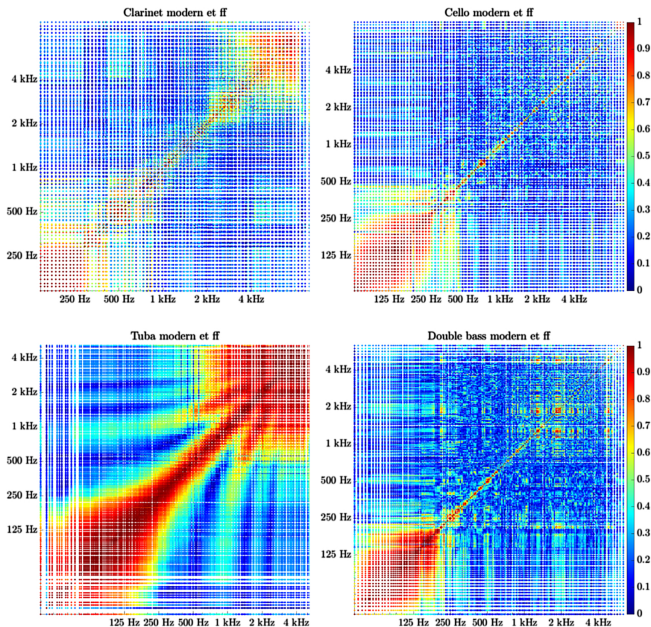 Clarinet modern et ff
4 kHz
2 kHz
1 kHz
500 Hz
250 Hz
250 Hz 500 Hz 1 kHz 2 kHz 4 kHz
Cello modern et ff
4 kHz
2 kHz
1 kHz
500 Hz
250 Hz
125 Hz 250 Hz 500 Hz 1 kHz 2 kHz 4 kHz
1
0.9
0.8
0.7
0.6
0.5
0.4
0.3
0.2
0.1
0
Tuba modern et ff
4 kHz
2 kHz
1 kHz
500 Hz
250 Hz
125 Hz
125 Hz 250 Hz 500 Hz 1 kHz 2 kHz 4 kHz
Double bass modern et ff
4 kHz
2 kHz
1 kHz
500 Hz
250 Hz
125 Hz
125 Hz 250 Hz 500 Hz 1 kHz 2 kHz 4 kHz
1
0.9
0.8
0.7
0.6
0.5
0.4
0.3
0.2
0.1
0